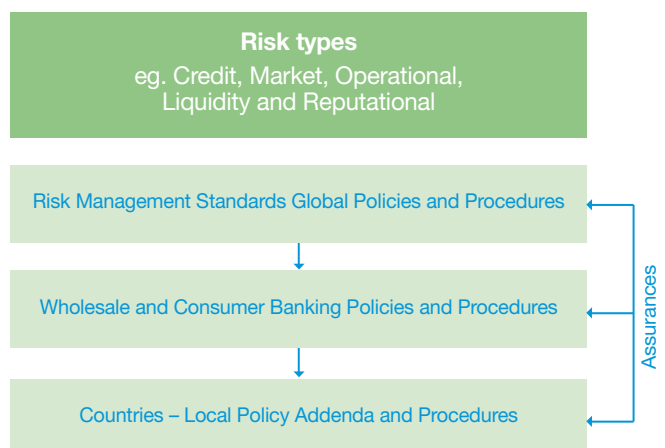 Risk types
eg. Credit, Market, Operational,
Liquidity and Reputational
Risk Management Standards Global Policies and Procedures
Wholesale and Consumer Banking Policies and Procedures
Countries – Local Policy Addenda and Procedures
Assurances